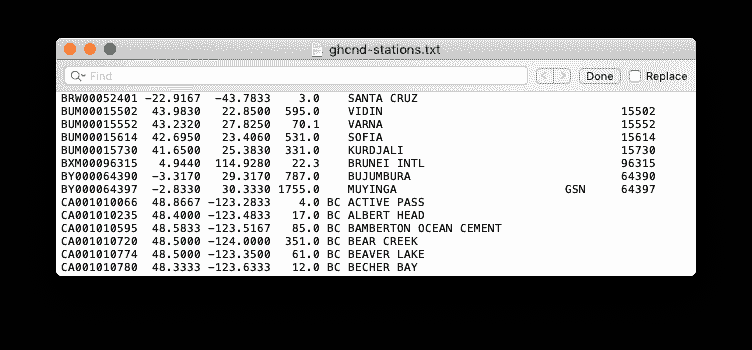 ghcnd-stations.txt
Find < > Done Replace
BRW00052401 -22.9167 -43.7833 3.0 SANTA CRUZ
BUM00015502 43.9830 22.8500 595.0 VIDIN 15502
BUM00015552 43.2320 27.8250 70.1 VARNA 15552
BUM00015614 42.6950 23.4060 531.0 SOFIA 15614
BUM00015730 41.6500 25.3830 331.0 KURDJALI 15730
BXM00096315 4.9440 114.9280 22.3 BRUNEI INTL 96315
BY000064390 -3.3170 29.3170 787.0 BUJUMBURA 64390
BY000064397 -2.8330 30.3330 1755.0 MUYINGA GSN 64397
CA001010066 48.8667 -123.2833 4.0 BC ACTIVE PASS
CA001010235 48.4000 -123.4833 17.0 BC ALBERT HEAD
CA001010595 48.5833 -123.5167 85.0 BC BAMBERTON OCEAN CEMENT
CA001010720 48.5000 -124.0000 351.0 BC BEAR CREEK
CA001010774 48.5000 -123.3500 61.0 BC BEAVER LAKE
CA001010780 48.3333 -123.6333 12.0 BC BECHER BAY